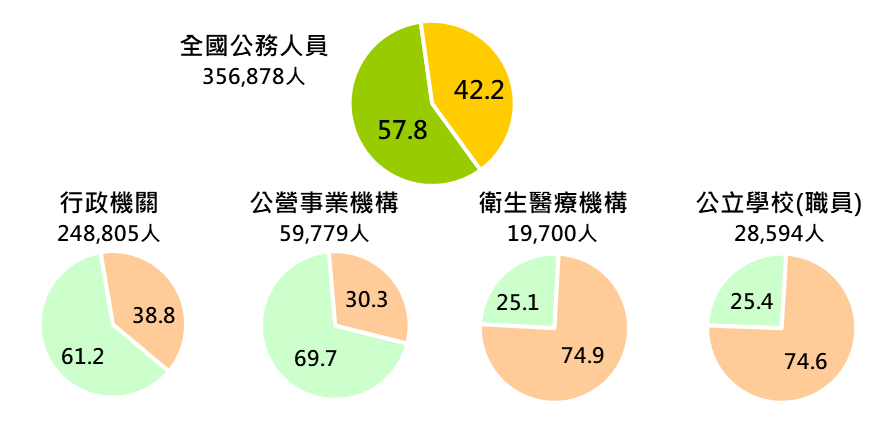 全國公務人員
356,878人
42.2
57.8
行政機關
248,805人
38.8
61.2
公營事業機構
59,779人
30.3
69.7
衛生醫療機構
19,700人
25.1
74.9
公立學校(職員)
28,594人
25.4
74.6